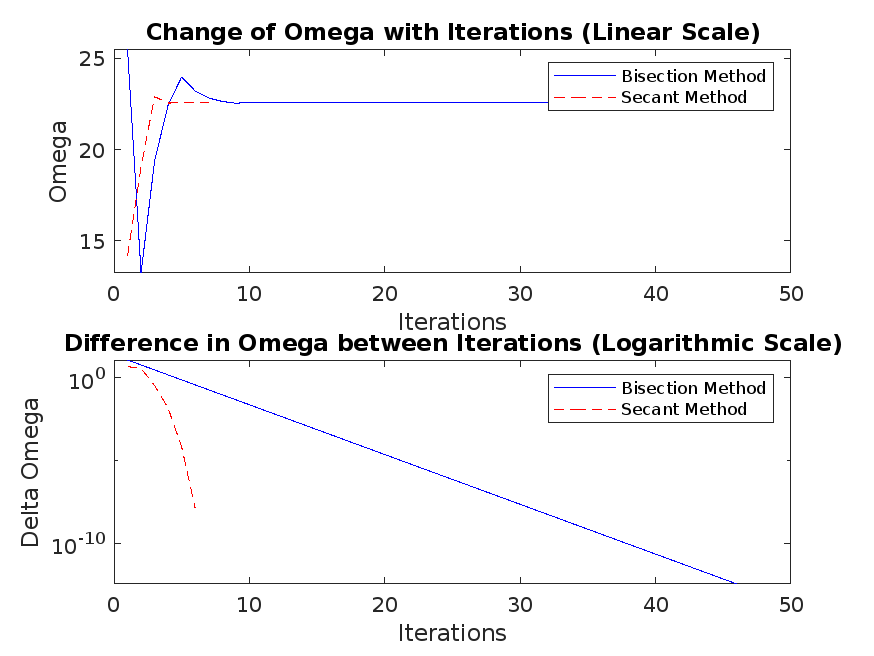 Change of Omega with Iterations (Linear Scale)
25
20
15
Omega
Bisection Method
Secant Method
0 10 20 30 40 50
Iterations
Difference in Omega between Iterations (Logarithmic Scale)
10^0
10^-10
Delta Omega
Bisection Method
Secant Method
0 10 20 30 40 50
Iterations